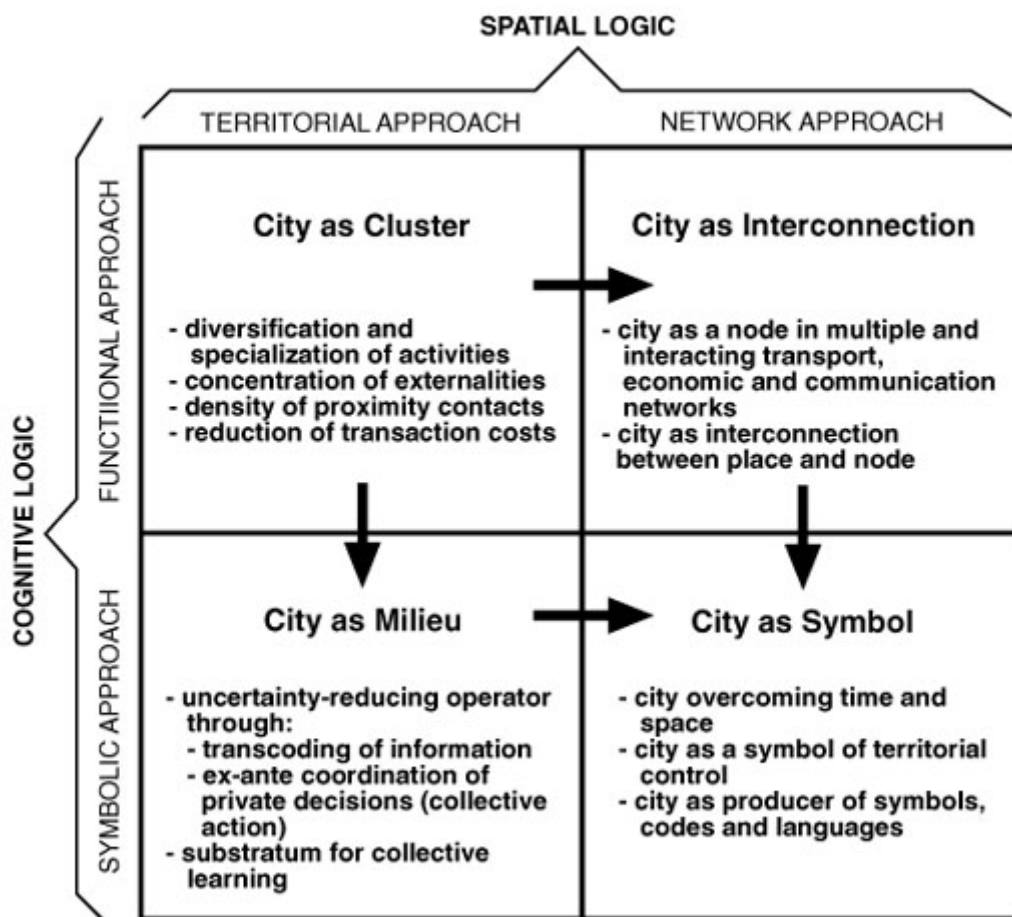 SPATIAL LOGIC
TERRITORIAL APPROACH
NETWORK APPROACH
COGNITIVE LOGIC
FUNCTIIONAL APPROACH
City as Cluster
- diversification and
specialization of activities
- concentration of externalities
- density of proximity contacts
- reduction of transaction costs
City as Interconnection
- city as a node in multiple and
interacting transport,
economic and communication
networks
- city as interconnection
between place and node
SYMBOLIC APPROACH
City as Milieu
- uncertainty-reducing operator
through:
- transcoding of information
- ex-ante coordination of
private decisions (collective
action)
- substratum for collective
learning
City as Symbol
- city overcoming time and
space
- city as a symbol of territorial
control
- city as producer of symbols,
codes and languages